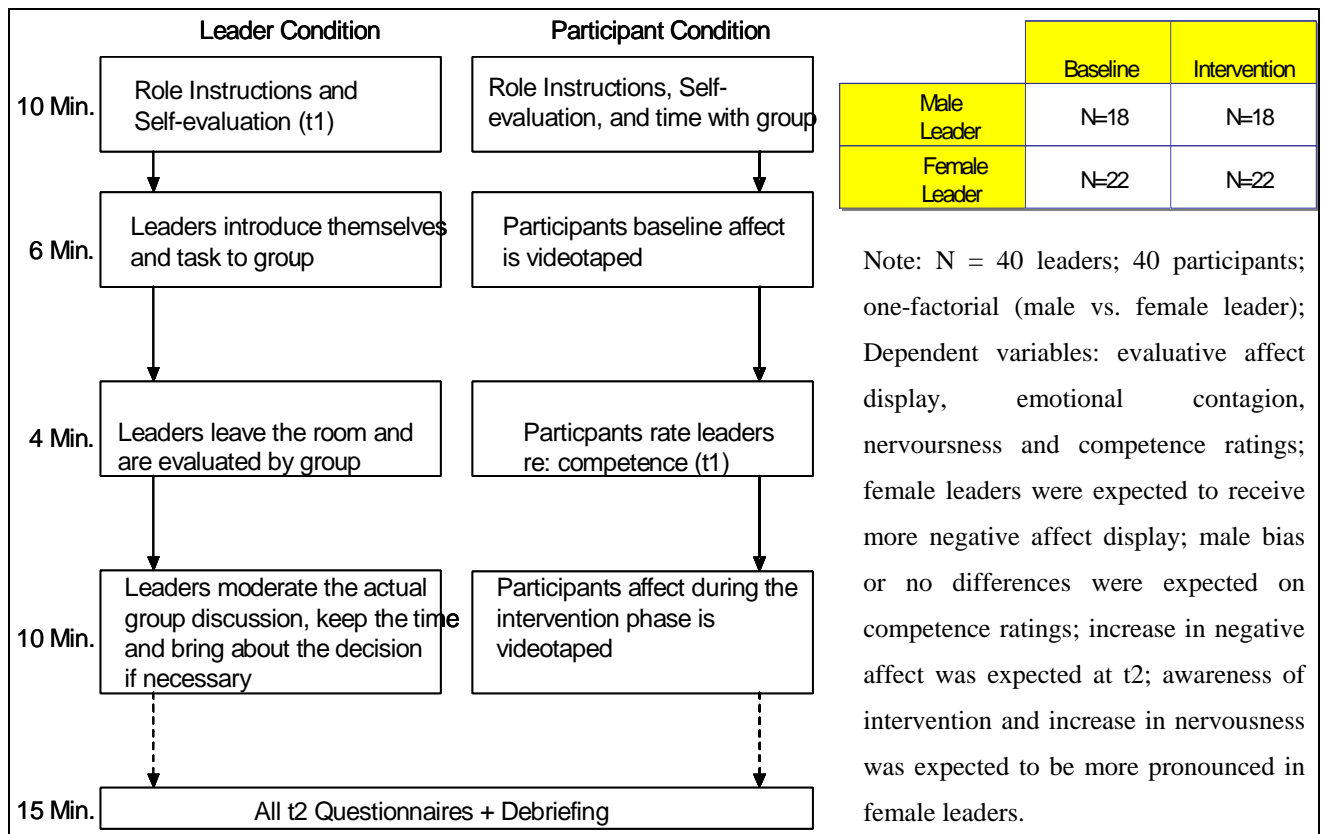 Leader Condition
Participant Condition
10 Min.
Role Instructions and
Self-evaluation (t1)
Role Instructions, Self-
evaluation, and time with group
6 Min.
Leaders introduce themselves
and task to group
Participants baseline affect
is videotaped
4 Min.
Leaders leave the room and
are evaluated by group
Particpants rate leaders
re: competence (t1)
10 Min.
Leaders moderate the actual
group discussion, keep the time
and bring about the decision
if necessary
Participants affect during the
intervention phase is
videotaped
15 Min.
All t2 Questionnaires + Debriefing
Baseline
Intervention
Male
Leader
N=18
N=18
Female
Leader
N=22
N=22
Note: N = 40 leaders; 40 participants;
one-factorial (male vs. female leader);
Dependent variables: evaluative affect
display, emotional contagion,
nervoursness and competence ratings;
female leaders were expected to receive
more negative affect display; male bias
or no differences were expected on
competence ratings; increase in negative
affect was expected at t2; awareness of
intervention and increase in nervousness
was expected to be more pronounced in
female leaders.